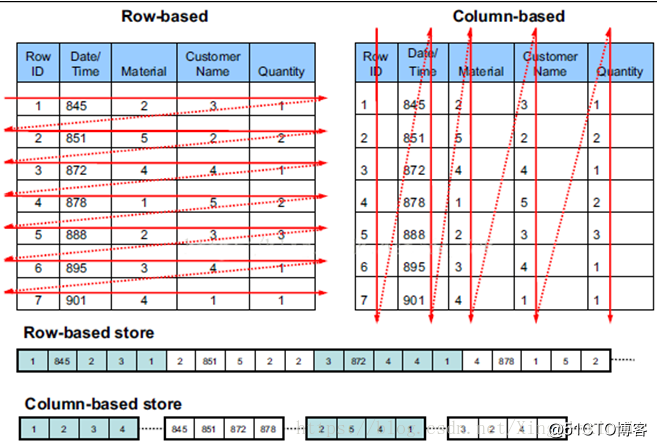 Row-based
Column-based
Row ID Date/Time Material Customer Name Quantity
1 845 2 3 1
2 851 5 2 2
3 872 4 4 1
4 878 1 5 2
5 888 2 3 3
6 895 3 4 1
7 901 4 1 1
Row ID Date/Time Material Customer Name Quantity
1 845 2 3 1
2 851 5 2 2
3 872 4 4 1
4 878 1 5 2
5 888 2 3 3
6 895 3 4 1
7 901 4 1 1
Row-based store
1 845 2 3 1 2 851 5 2 2 3 872 4 4 1 4 878 1 5 2
Column-based store
1 2 3 4 845 851 872 878 2 5 4 1 3 2 4
@51CTO博客